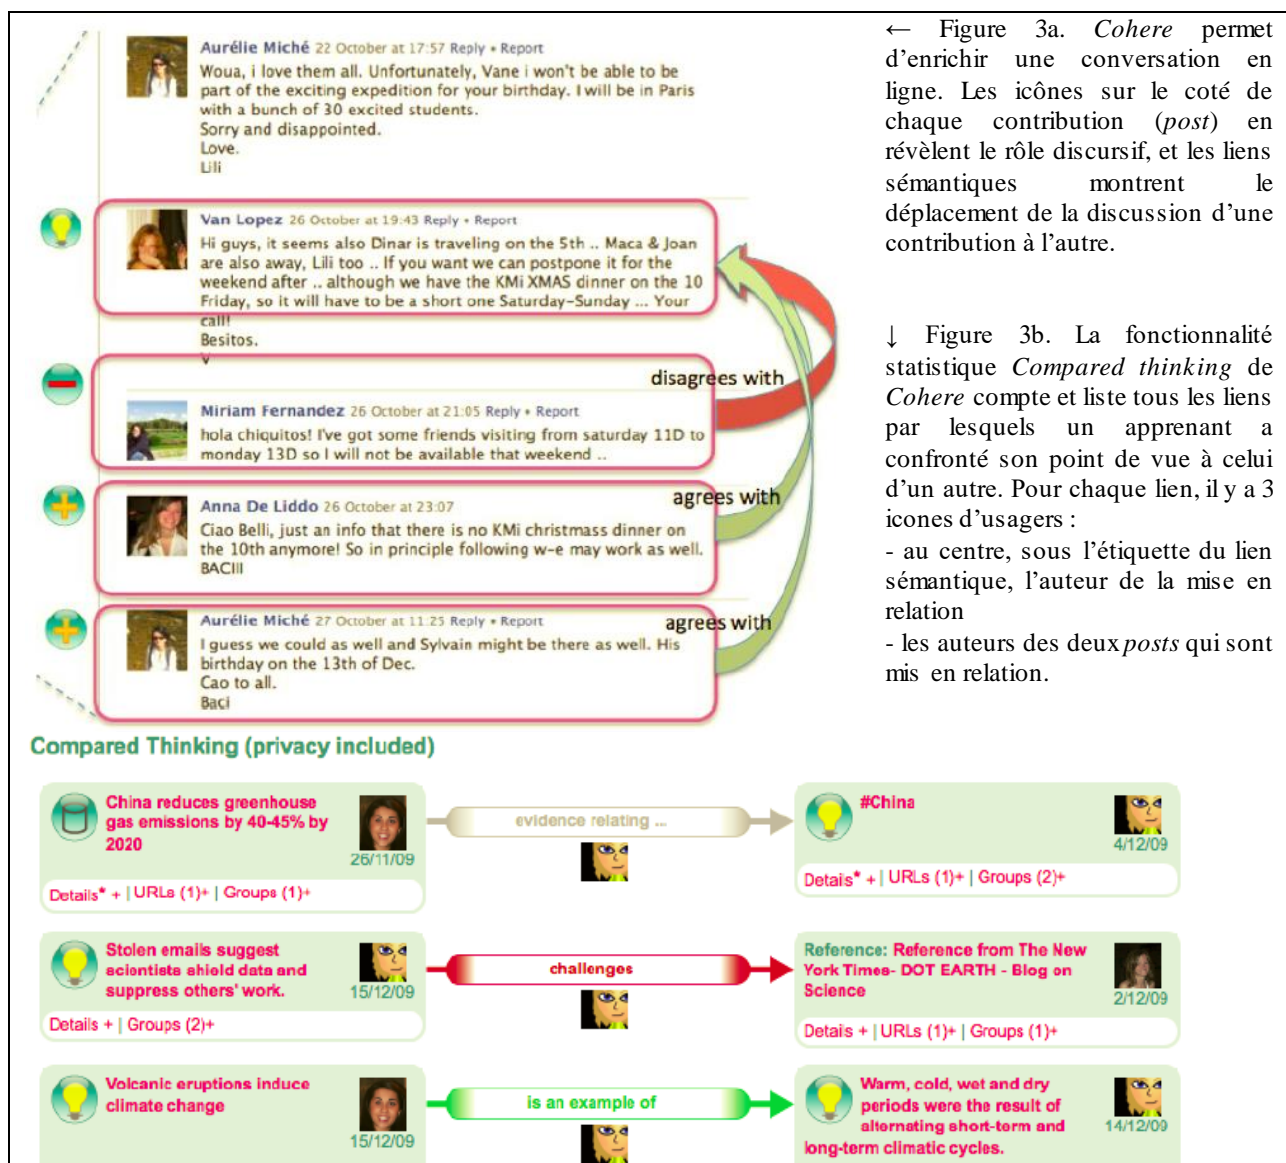 Aurélie Miché 22 October at 17:57 Reply • Report
Woua, i love them all. Unfortunately, Vane i won't be able to be
part of the exciting expedition for your birthday. I will be in Paris
with a bunch of 30 excited students.
Sorry and disappointed.
Love.
Lili
Van Lopez 26 October at 19:43 Reply • Report
Hi guys, it seems also Dinar is traveling on the 5th .. Maca & Joan
are also away, Lili too .. If you want we can postpone it for the
weekend after .. although we have the KMi XMAS dinner on the 10
Friday, so it will have to be a short one Saturday-Sunday ... Your
call!
Besitos.
V
disagrees with
Miriam Fernandez 26 October at 21:05 Reply • Report
hola chiquitos! I've got some friends visiting from saturday 11D to
monday 13D so I will not be available that weekend ..
agrees with
Anna De Liddo 26 October at 23:07
Ciao Belli, just an info that there is no KMi christmass dinner on
the 10th anymore! So in principle following w-e may work as well.
BACIII
agrees with
Aurélie Miché 27 October at 11:25 Reply • Report
I guess we could as well and Sylvain might be there as well. His
birthday on the 13th of Dec.
Cao to all.
Baci
← Figure 3a. Cohere permet
d'enrichir une conversation en
ligne. Les icônes sur le coté de
chaque contribution (post) en
révèlent le rôle discursif, et les liens
sémantiques montrent le
déplacement de la discussion d'une
contribution à l'autre.
↓ Figure 3b. La fonctionnalité
statistique Compared thinking de
Cohere compte et liste tous les liens
par lesquels un apprenant a
confronté son point de vue à celui
d'un autre. Pour chaque lien, il y a 3
icones d'usagers :
- au centre, sous l'étiquette du lien
sémantique, l'auteur de la mise en
relation
- les auteurs des deux posts qui sont
mis en relation.
Compared Thinking (privacy included)
China reduces greenhouse
gas emissions by 40-45% by
2020
26/11/09
Details* + | URLs (1)+ | Groups (1)+
evidence relating ...
#China
4/12/09
Details* + | URLs (1)+ | Groups (2)+
Stolen emails suggest
scientists shield data and
suppress others' work.
15/12/09
Details + | Groups (2)+
challenges
Reference: Reference from The New
York Times- DOT EARTH - Blog on
Science
2/12/09
Details + | URLs (1)+ | Groups (1)+
Volcanic eruptions induce
climate change
15/12/09
is an example of
Warm, cold, wet and dry
periods were the result of
alternating short-term and
long-term climatic cycles.
14/12/09